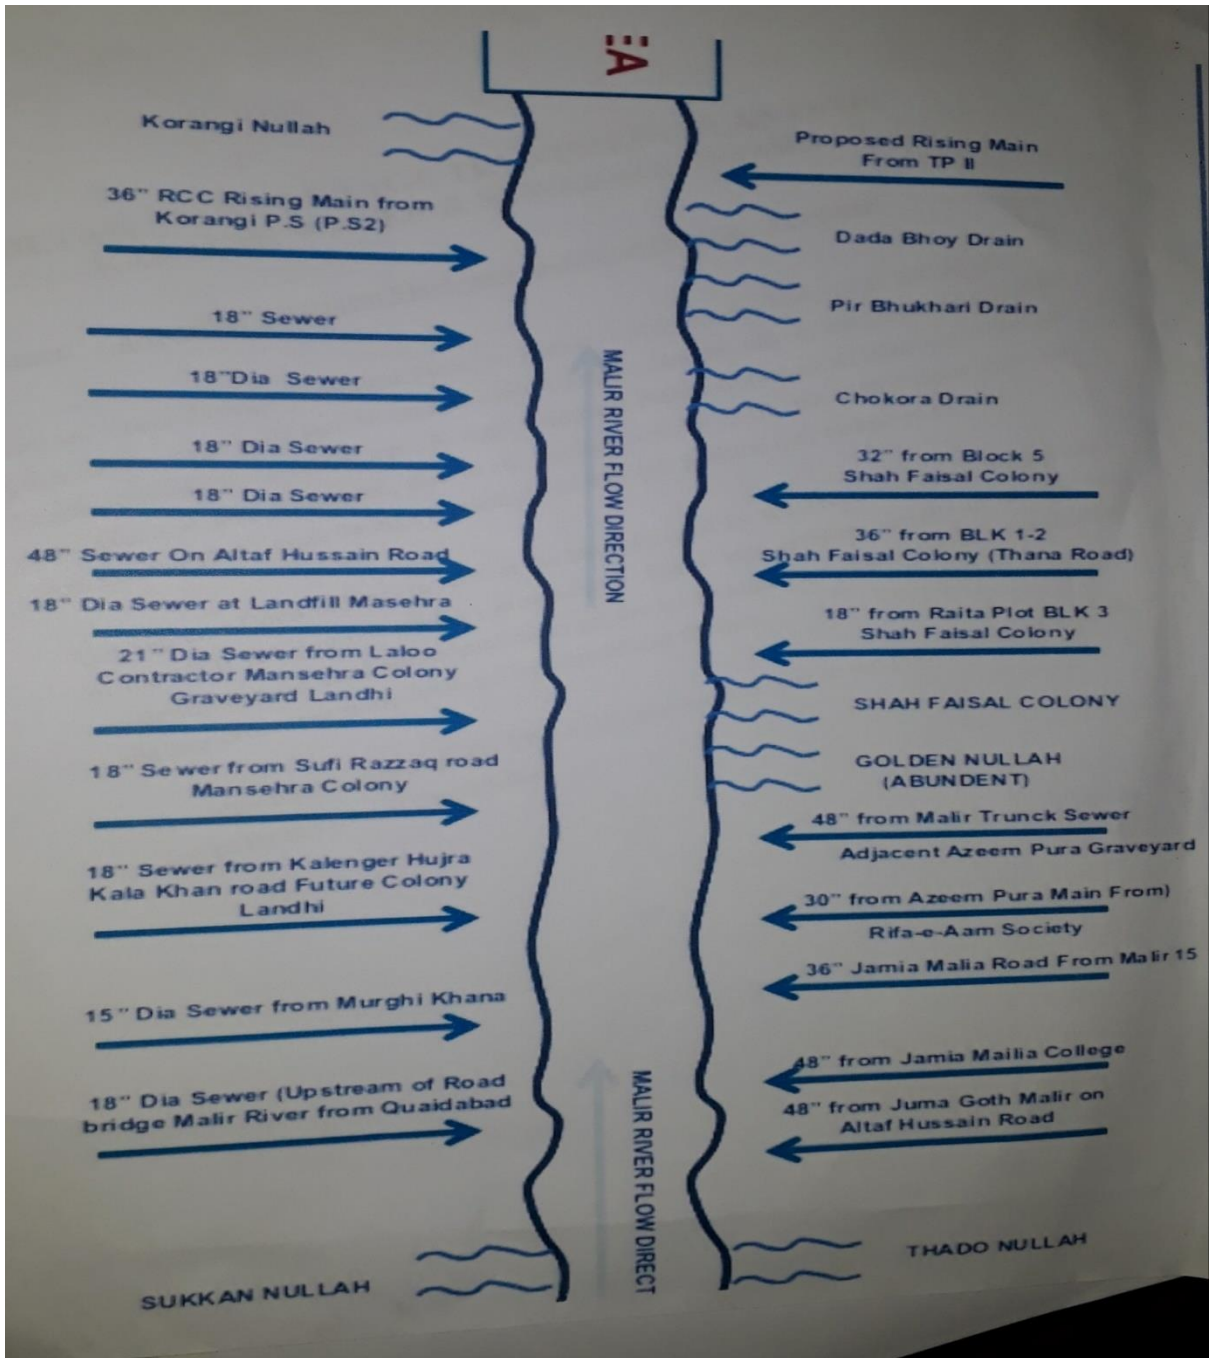 EA
Korangi Nullah
36" RCC Rising Main from
Korangi P.S (P.S2)
18" Sewer
18"Dia Sewer
18" Dia Sewer
18" Dia Sewer
48" Sewer On Altaf Hussain Road
18" Dia Sewer at Landfill Masehra
21" Dia Sewer from Laloo
Contractor Mansehra Colony
Graveyard Landhi
18" Sewer from Sufi Razzaq road
Mansehra Colony
18" Sewer from Kalenger Hujra
Kala Khan road Future Colony
Landhi
15" Dia Sewer from Murghi Khana
18" Dia Sewer (Upstream of Road
bridge Malir River from Quaidabad
SUKKAN NULLAH
MALIR RIVER FLOW DIRECTION
MALIR RIVER FLOW DIRECT
Proposed Rising Main
From TP II
Dada Bhoy Drain
Pir Bhukhari Drain
Chokora Drain
32" from Block 5
Shah Faisal Colony
36" from BLK 1-2
Shah Faisal Colony (Thana Road)
18" from Raita Plot BLK 3
Shah Faisal Colony
SHAH FAISAL COLONY
GOLDEN NULLAH
(ABUNDENT)
48" from Malir Trunck Sewer
Adjacent Azeem Pura Graveyard
30" from Azeem Pura Main From)
Rifa-e-Aam Society
36" Jamia Malia Road From Malir 15
48" from Jamia Mailia College
48" from Juma Goth Malir on
Altaf Hussain Road
THADO NULLAH